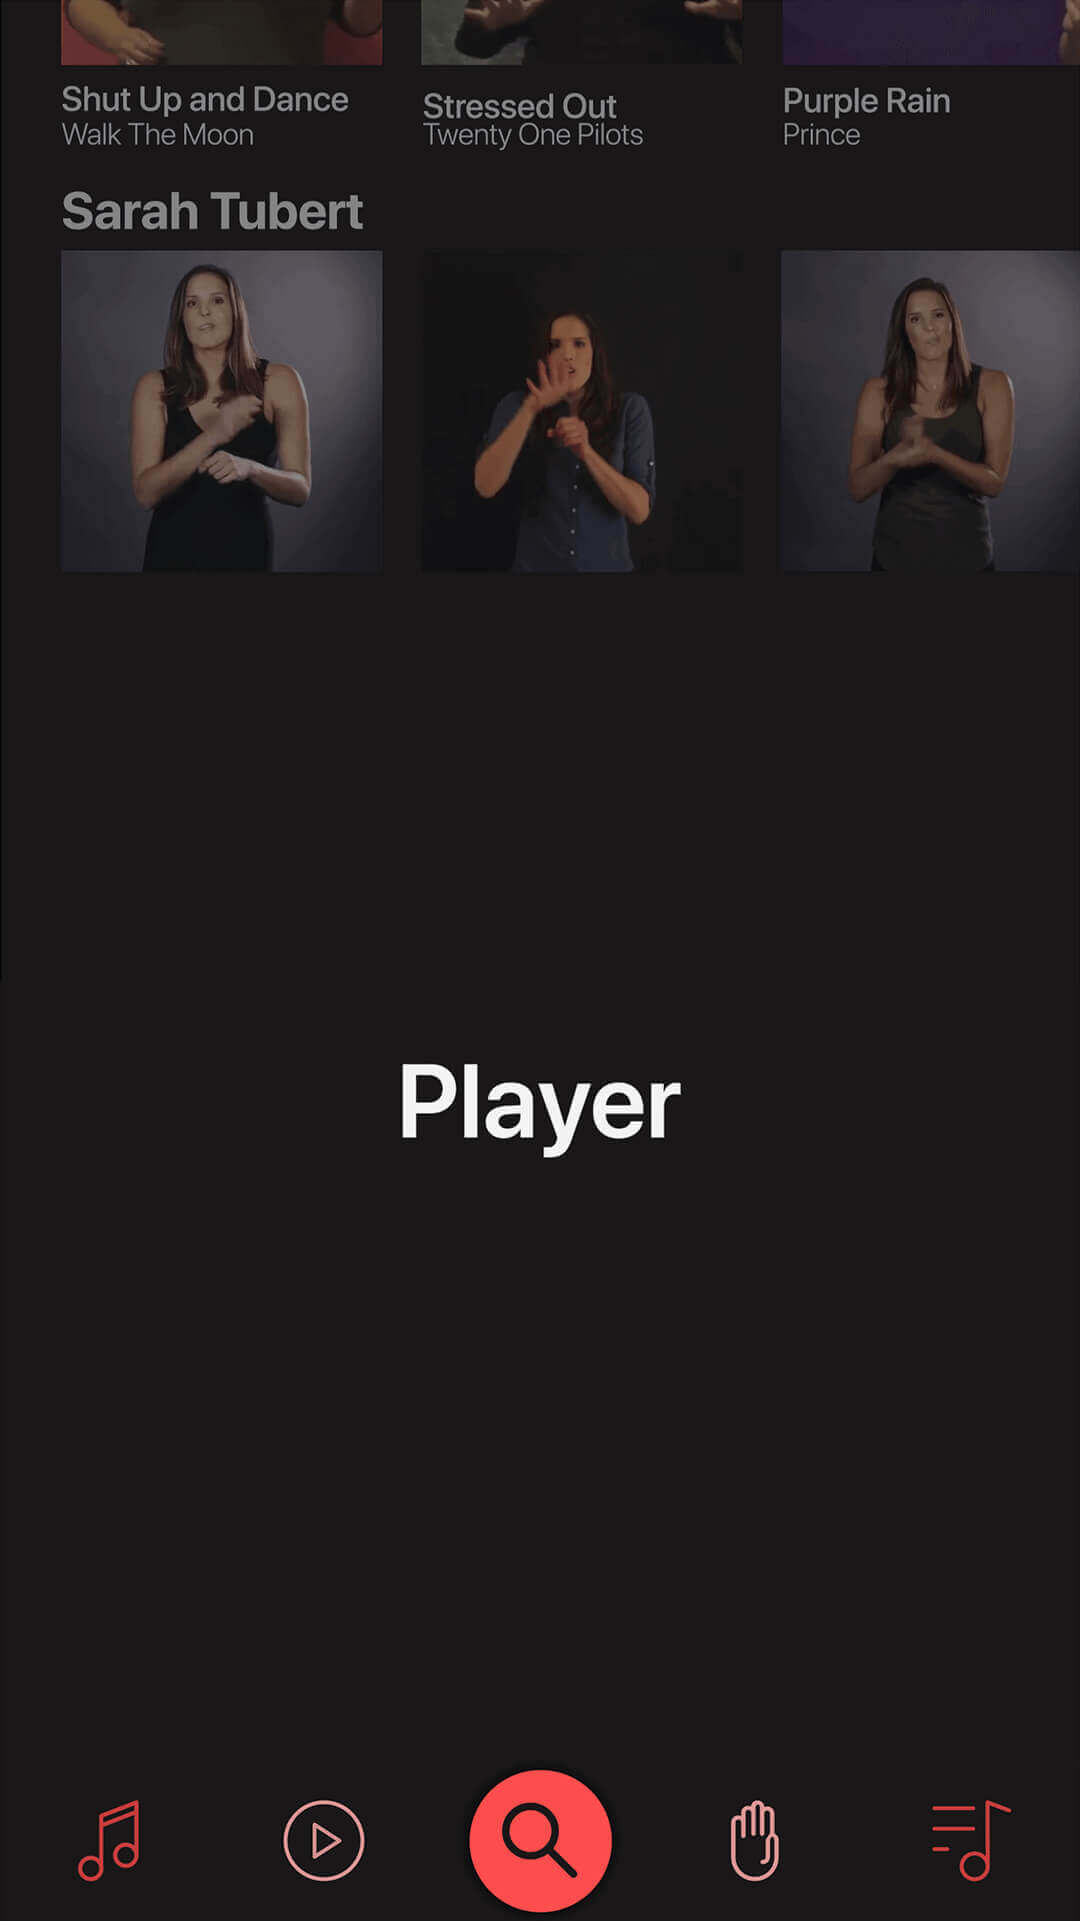 Shut Up and Dance
Walk The Moon
Stressed Out
Twenty One Pilots
Purple Rain
Prince
Sarah Tubert
Player